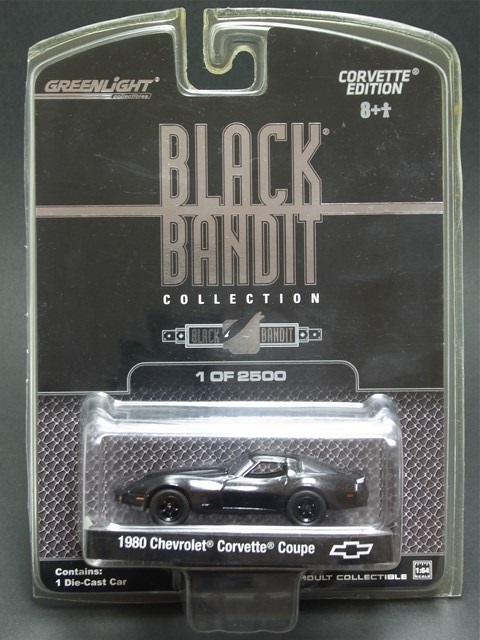 GREENLIGHT®
collectibles
CORVETTE®
EDITION
8+
BLACK
BANDIT®
COLLECTION
BLACK BANDIT
1 OF 2500
1980 Chevrolet® Corvette® Coupe
Contains:
1 Die-Cast Car
ADULT COLLECTIBLE
1:64
SCALE